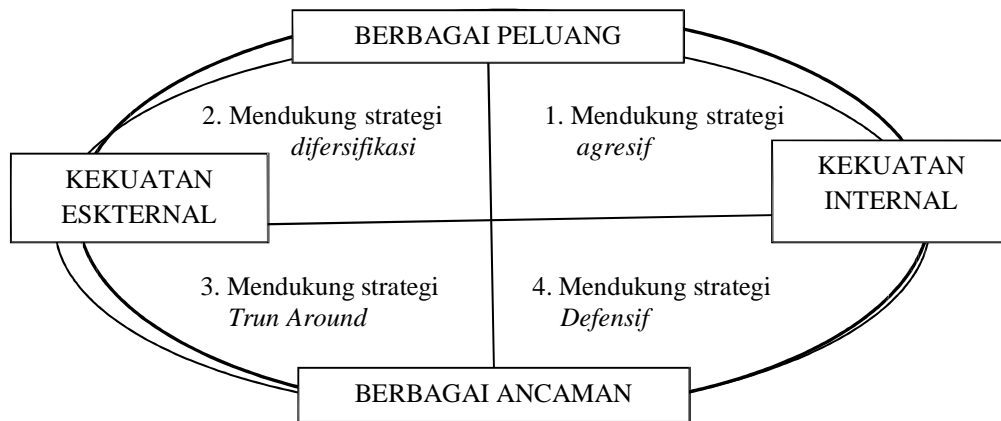 BERBAGAI PELUANG
2. Mendukung strategi
difersifikasi
1. Mendukung strategi
agresif
KEKUATAN
ESKTERNAL
KEKUATAN
INTERNAL
3. Mendukung strategi
Trun Around
4. Mendukung strategi
Defensif
BERBAGAI ANCAMAN